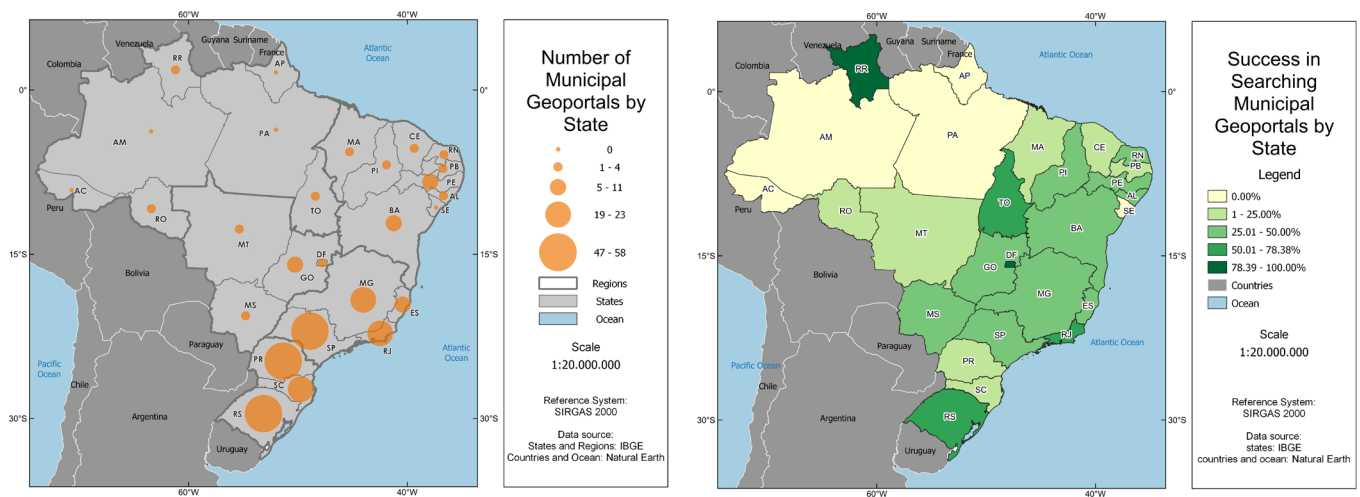 60°W
40°W
Venezuela
Guyana
Suriname
France
Colombia
Atlantic
Ocean
RR
AP
0°
0°
AM
PA
MA
CE
RN
PB
PI
PE
AL
SE
AC
Peru
RO
TO
BA
MT
15°S
15°S
DF
GO
Bolivia
MG
MS
ES
SP
RJ
Paraguay
PR
Atlantic
Ocean
Pacific
Ocean
Chile
SC
RS
Argentina
30°S
30°S
Uruguay
60°W
40°W
Number of
Municipal
Geoportals by
State
0
1 - 4
5 - 11
19 - 23
47 - 58
Regions
States
Ocean
Scale
1:20.000.000
Reference System:
SIRGAS 2000
Data source:
States and Regions: IBGE
Countries and Ocean: Natural Earth
60°W
40°W
Venezuela
Guyana
Suriname
France
Colombia
Atlantic Ocean
RR
AP
0°
0°
AM
PA
MA
CE
RN
PB
PI
PE
AL
SE
AC
Peru
RO
TO
BA
MT
15°S
15°S
DF
GO
Bolivia
MG
MS
ES
SP
RJ
Paraguay
PR
Atlantic Ocean
Pacific Ocean
Chile
SC
RS
Argentina
30°S
30°S
Uruguay
60°W
40°W
Success in
Searching
Municipal
Geoportals by
State
Legend
0.00%
1 - 25.00%
25.01 - 50.00%
50.01 - 78.38%
78.39 - 100.00%
Countries
Ocean
Scale
1:20.000.000
Reference System:
SIRGAS 2000
Data source:
states: IBGE
countries and ocean: Natural Earth